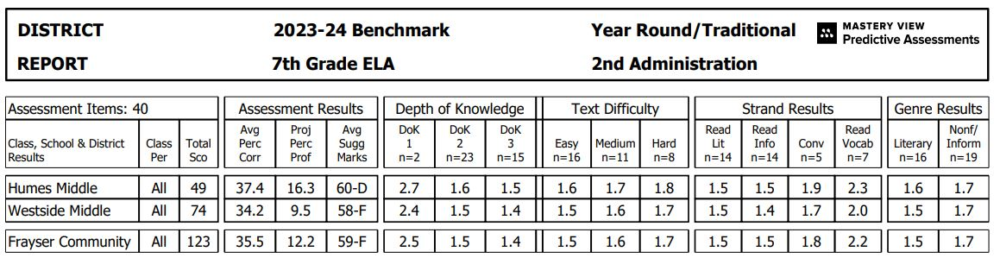 DISTRICT 2023-24 Benchmark Year Round/Traditional MASTERY VIEW
REPORT 7th Grade ELA 2nd Administration Predictive Assessments
Assessment Items: 40 Assessment Results Depth of Knowledge Text Difficulty Strand Results Genre Results
Class, School & District Results Class Per Total Sco Avg Perc Corr Proj Perc Prof Avg Sugg Marks DoK 1 n=2 DoK 2 n=23 DoK 3 n=15 Easy n=16 Medium n=11 Hard n=8 Read Lit n=14 Read Info n=14 Conv n=5 Read Vocab n=7 Literary n=16 Nonf/ Inform n=19
Humes Middle All 49 37.4 16.3 60-D 2.7 1.6 1.5 1.6 1.7 1.8 1.5 1.5 1.9 2.3 1.6 1.7
Westside Middle All 74 34.2 9.5 58-F 2.4 1.5 1.4 1.5 1.6 1.7 1.5 1.4 1.7 2.0 1.5 1.7
Frayser Community All 123 35.5 12.2 59-F 2.5 1.5 1.4 1.5 1.6 1.7 1.5 1.5 1.8 2.2 1.5 1.7